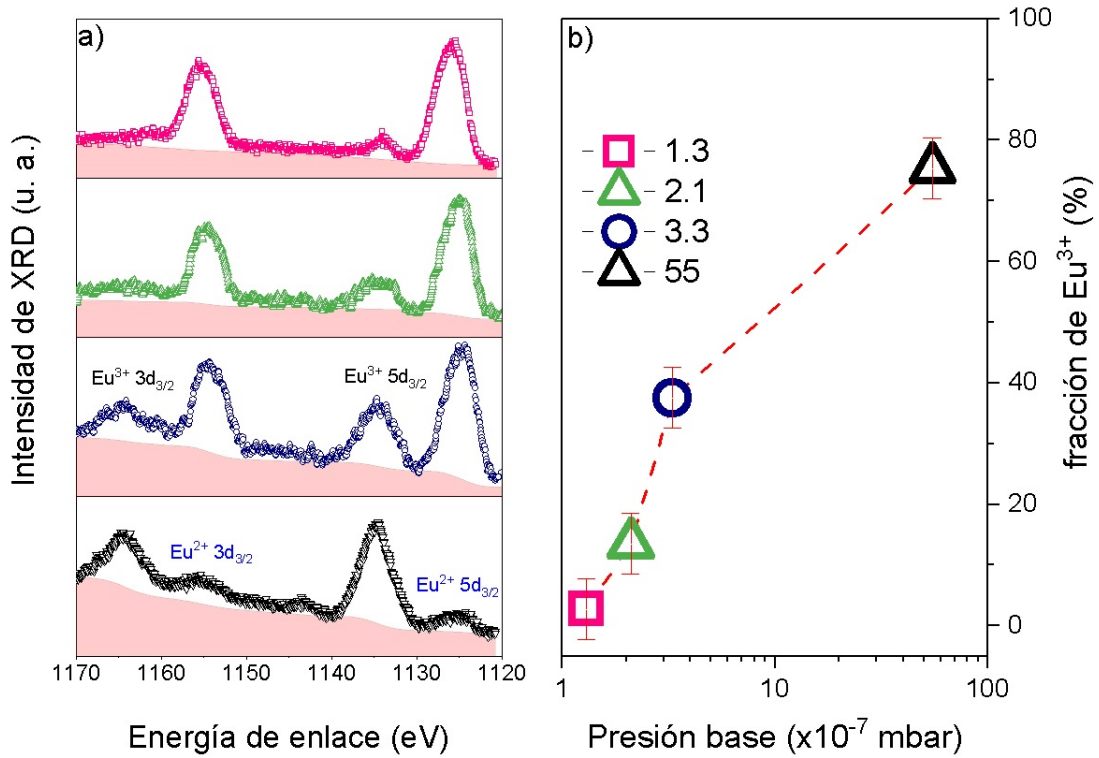 a)
Intensidad de XRD (u. a.)
Eu³⁺ 3d₃/₂
Eu³⁺ 5d₃/₂
Eu²⁺ 3d₃/₂
Eu²⁺ 5d₃/₂
1170 1160 1150 1140 1130 1120
Energía de enlace (eV)
b)
1.3
2.1
3.3
55
100
80
60
40
20
0
fracción de Eu³⁺ (%)
1 10 100
Presión base (x10⁻⁷ mbar)